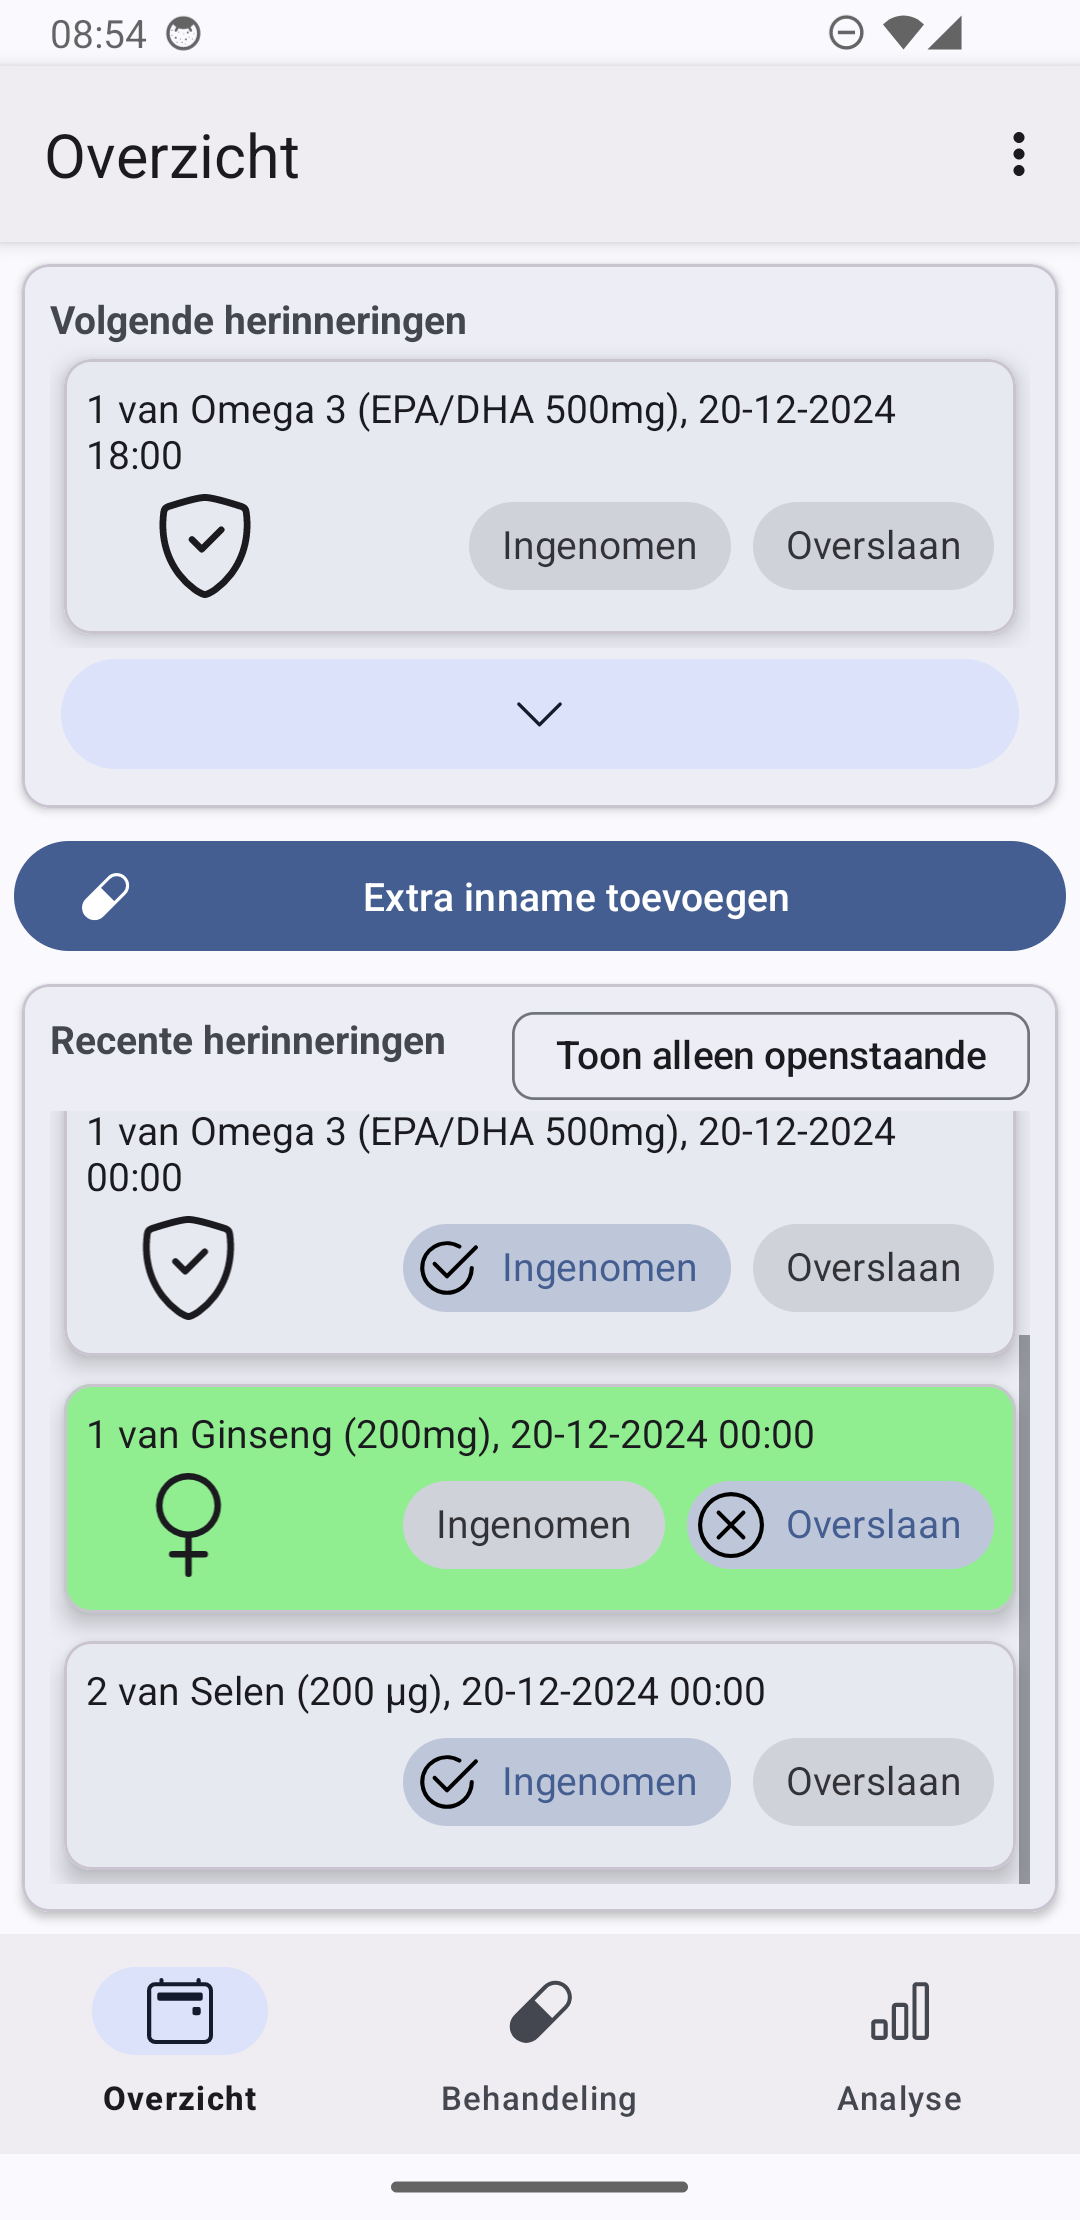 08:54
Overzicht
Volgende herinneringen
1 van Omega 3 (EPA/DHA 500mg), 20-12-2024
18:00
Ingenomen
Overslaan
Extra inname toevoegen
Recente herinneringen
Toon alleen openstaande
1 van Omega 3 (EPA/DHA 500mg), 20-12-2024
00:00
Ingenomen
Overslaan
1 van Ginseng (200mg), 20-12-2024 00:00
Ingenomen
Overslaan
2 van Selen (200 µg), 20-12-2024 00:00
Ingenomen
Overslaan
Overzicht
Behandeling
Analyse